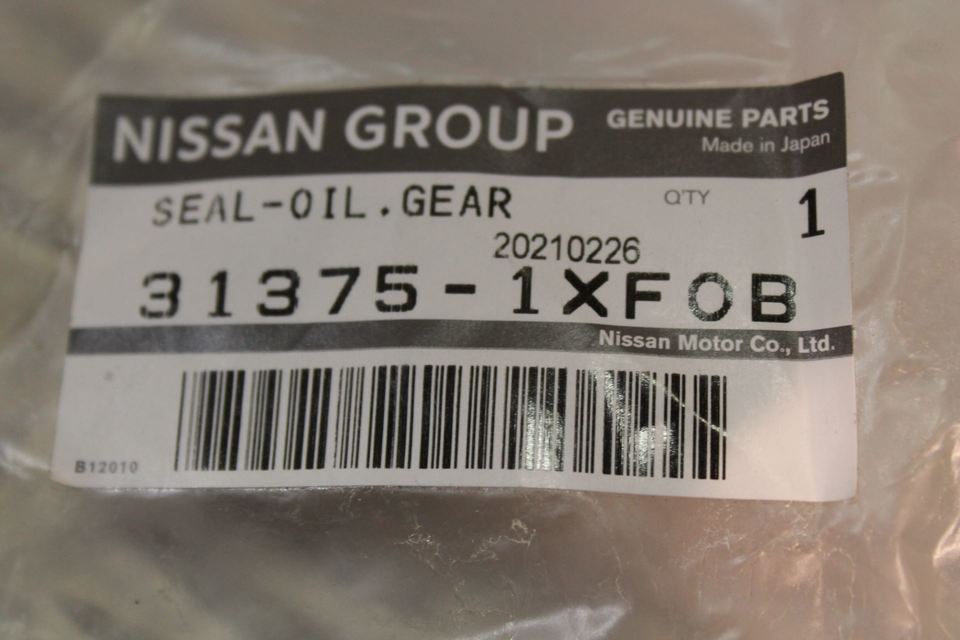 NISSAN GROUP
GENUINE PARTS
Made in Japan
SEAL-OIL.GEAR
Q'TY 1
20210226
31375-1XF0B
Nissan Motor Co., Ltd.
B12010